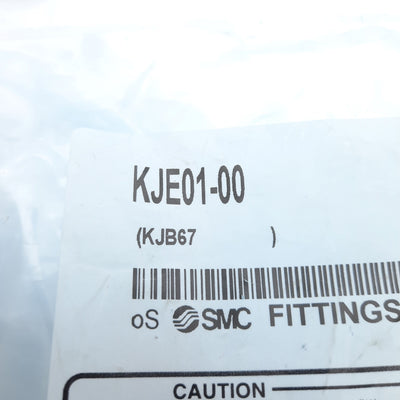 KJE01-00
(KJB67 )
oS SMC FITTINGS
CAUTION